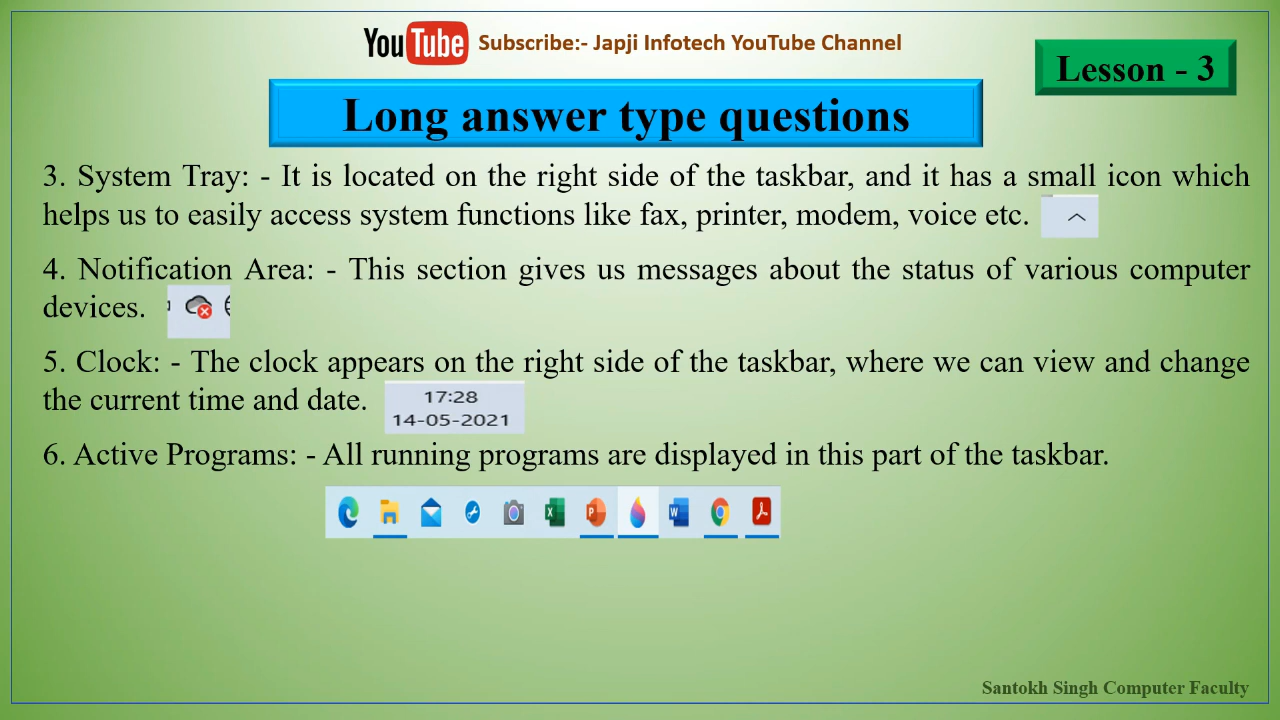 YouTube Subscribe:- Japji Infotech YouTube Channel
Lesson - 3
Long answer type questions
3. System Tray: - It is located on the right side of the taskbar, and it has a small icon which
helps us to easily access system functions like fax, printer, modem, voice etc.
4. Notification Area: - This section gives us messages about the status of various computer
devices.
5. Clock: - The clock appears on the right side of the taskbar, where we can view and change
the current time and date.
17:28
14-05-2021
6. Active Programs: - All running programs are displayed in this part of the taskbar.
Santokh Singh Computer Faculty